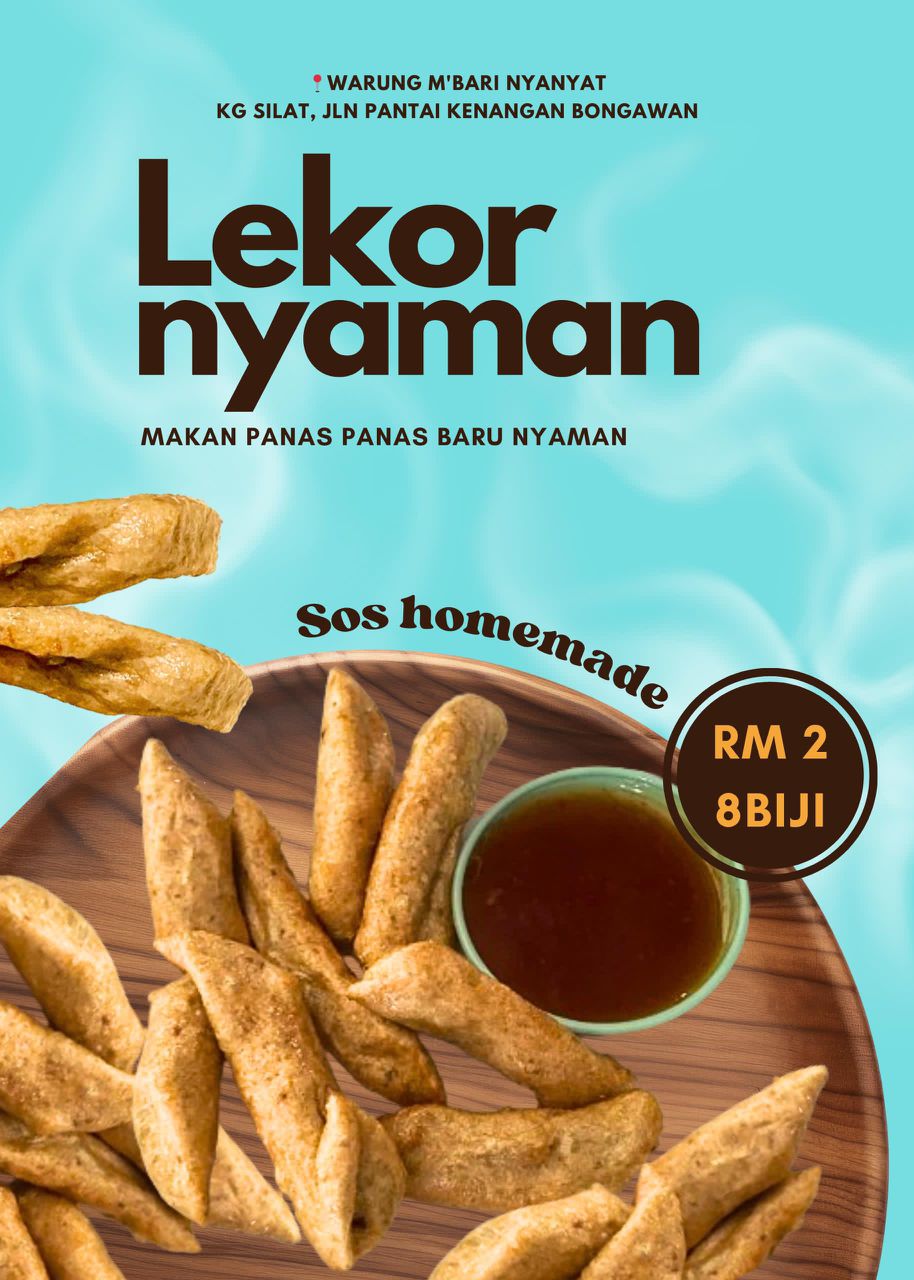 📍WARUNG M'BARI NYANYAT
KG SILAT, JLN PANTAI KENANGAN BONGAWAN
Lekor
nyaman
MAKAN PANAS PANAS BARU NYAMAN
Sos homemade
RM 2
8BIJI